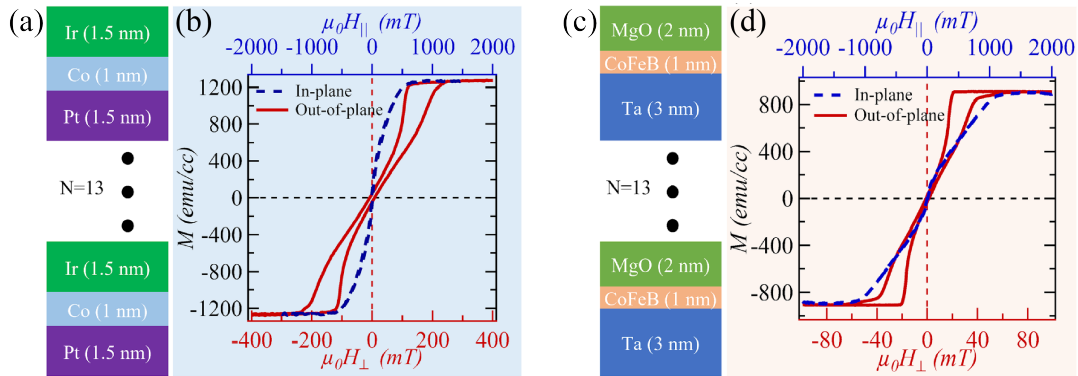 (a)
Ir (1.5 nm)
Co (1 nm)
Pt (1.5 nm)
N=13
Ir (1.5 nm)
Co (1 nm)
Pt (1.5 nm)
(b)
μ₀H|| (mT)
-2000 -1000 0 1000 2000
In-plane
Out-of-plane
M (emu/cc)
1200
800
400
0
-400
-800
-1200
-400 -200 0 200 400
μ₀H⊥ (mT)
(c)
MgO (2 nm)
CoFeB (1 nm)
Ta (3 nm)
N=13
MgO (2 nm)
CoFeB (1 nm)
Ta (3 nm)
(d)
μ₀H|| (mT)
-2000 -1000 0 1000 2000
In-plane
Out-of-plane
M (emu/cc)
800
400
0
-400
-800
-80 -40 0 40 80
μ₀H⊥ (mT)